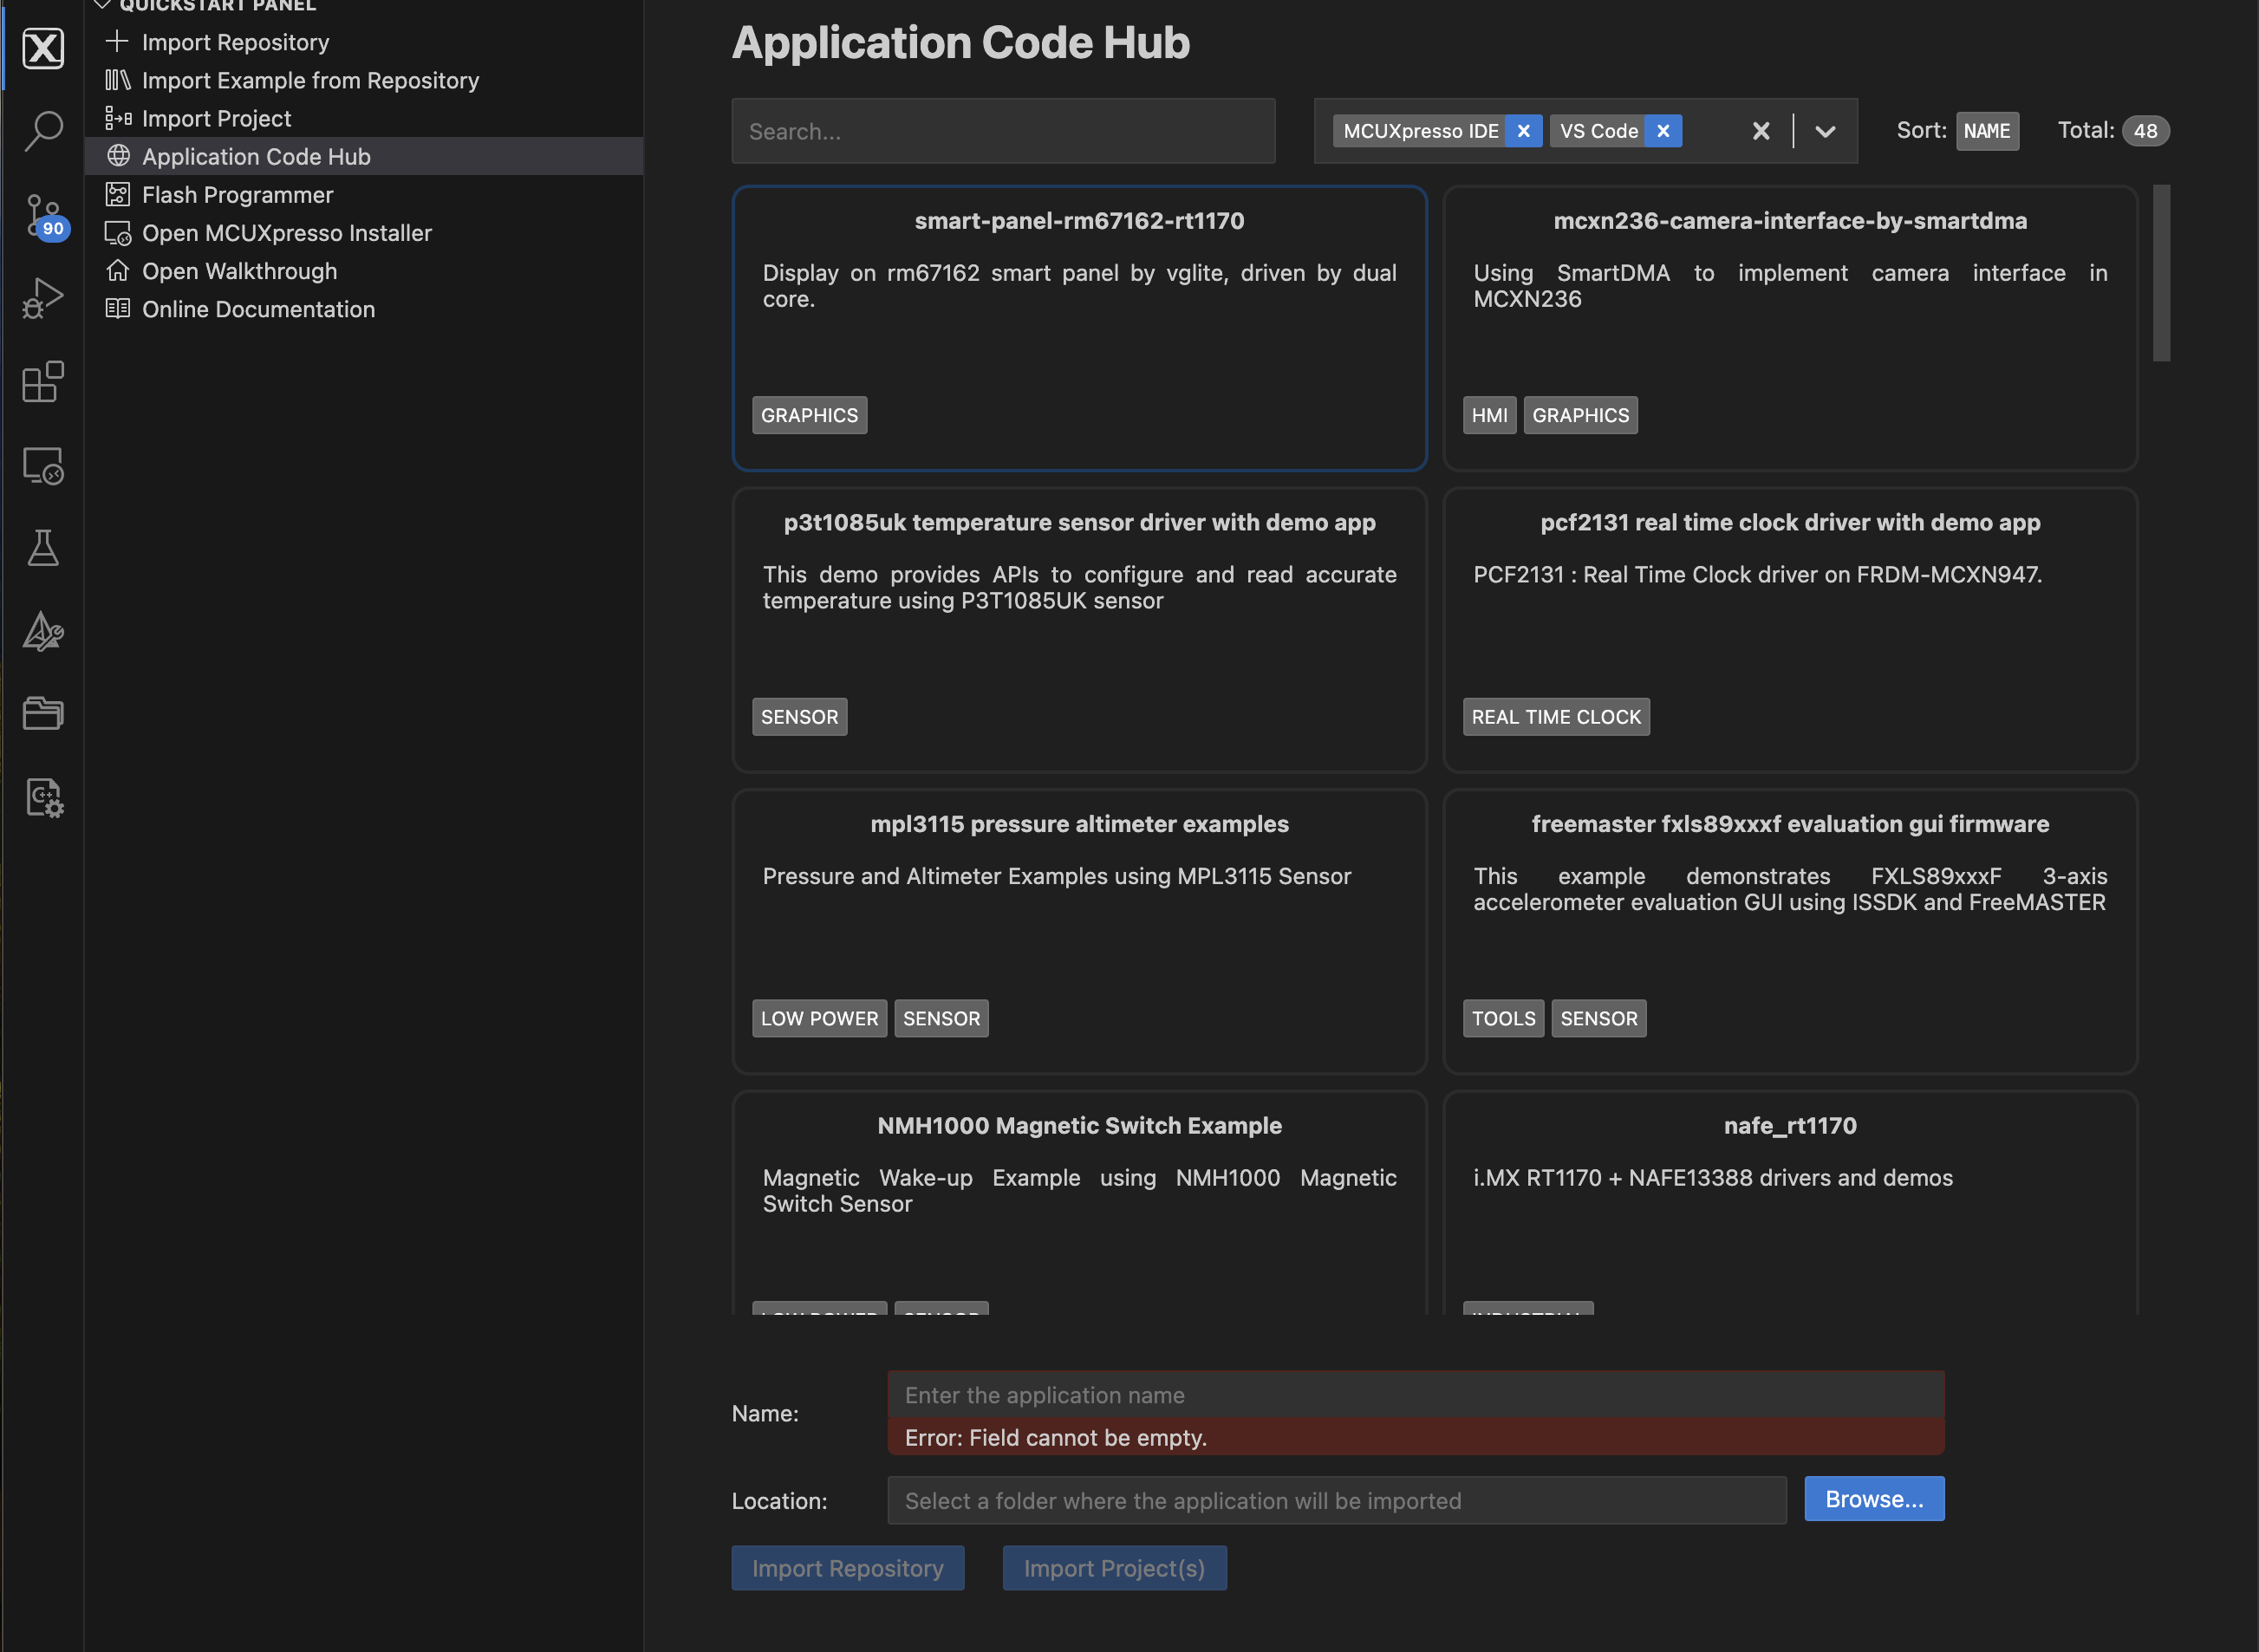 QUICKSTART PANEL
Import Repository
Import Example from Repository
Import Project
Application Code Hub
Flash Programmer
Open MCUXpresso Installer
Open Walkthrough
Online Documentation
90
Application Code Hub
Search...
MCUXpresso IDE
VS Code
Sort: NAME
Total: 48
smart-panel-rm67162-rt1170
Display on rm67162 smart panel by vglite, driven by dual
core.
GRAPHICS
mcxn236-camera-interface-by-smartdma
Using SmartDMA to implement camera interface in
MCXN236
HMI GRAPHICS
p3t1085uk temperature sensor driver with demo app
This demo provides APIs to configure and read accurate
temperature using P3T1085UK sensor
SENSOR
pcf2131 real time clock driver with demo app
PCF2131 : Real Time Clock driver on FRDM-MCXN947.
REAL TIME CLOCK
mpl3115 pressure altimeter examples
Pressure and Altimeter Examples using MPL3115 Sensor
LOW POWER SENSOR
freemaster fxls89xxxf evaluation gui firmware
This example demonstrates FXLS89xxxF 3-axis
accelerometer evaluation GUI using ISSDK and FreeMASTER
TOOLS SENSOR
NMH1000 Magnetic Switch Example
Magnetic Wake-up Example using NMH1000 Magnetic
Switch Sensor
LOW POWER SENSOR
nafe_rt1170
i.MX RT1170 + NAFE13388 drivers and demos
INDUSTRIAL
Name:
Enter the application name
Error: Field cannot be empty.
Location:
Select a folder where the application will be imported
Browse...
Import Repository
Import Project(s)